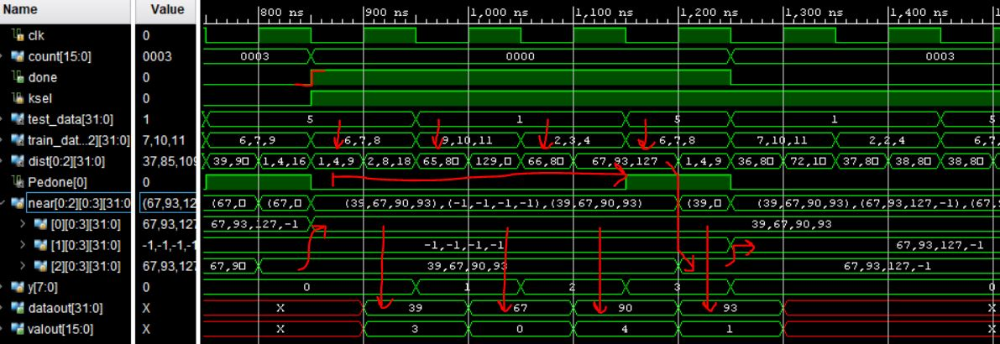 Name Value 800 ns 900 ns 1,000 ns 1,100 ns 1,200 ns 1,300 ns 1,400 ns
clk 0
count[15:0] 0003 0003 0000 0003
done 0
ksel 0
test_data[31:0] 1 5 1 5 1 5
train_dat...2][31:0] 7,10,11 6,7,9 6,7,8 9,10,11 2,3,4 6,7,8 7,10,11 2,2,4 6,7
dist[0:2][31:0] 37,85,109 39,9□ 1,4,16 1,4,9 2,8,18 65,8□ 129,□ 66,8□ 67,93,127 1,4,9 36,8□ 72,1□ 37,8□ 38,8□ 38,8□
Pedone[0] 0
near[0:2][0:3][31:0 (67,93,12 (67,□ (67,□ (39,67,90,93),(-1,-1,-1,-1),(39,67,90,93) (39,□ (39,67,90,93),(67,93,127,-1),(67,
[0][0:3][31:0] 67,93,127 67,93,127,-1 39,67,90,93
[1][0:3][31:0] -1,-1,-1,-1 -1,-1,-1,-1 67,93,127,-1
[2][0:3][31:0] 67,93,127 67,9□ 39,67,90,93 67,93,127,-1
y[7:0] 0 0 1 2 3 0
dataout[31:0] X X 39 67 90 93 X
valout[15:0] X X 3 0 4 1 X